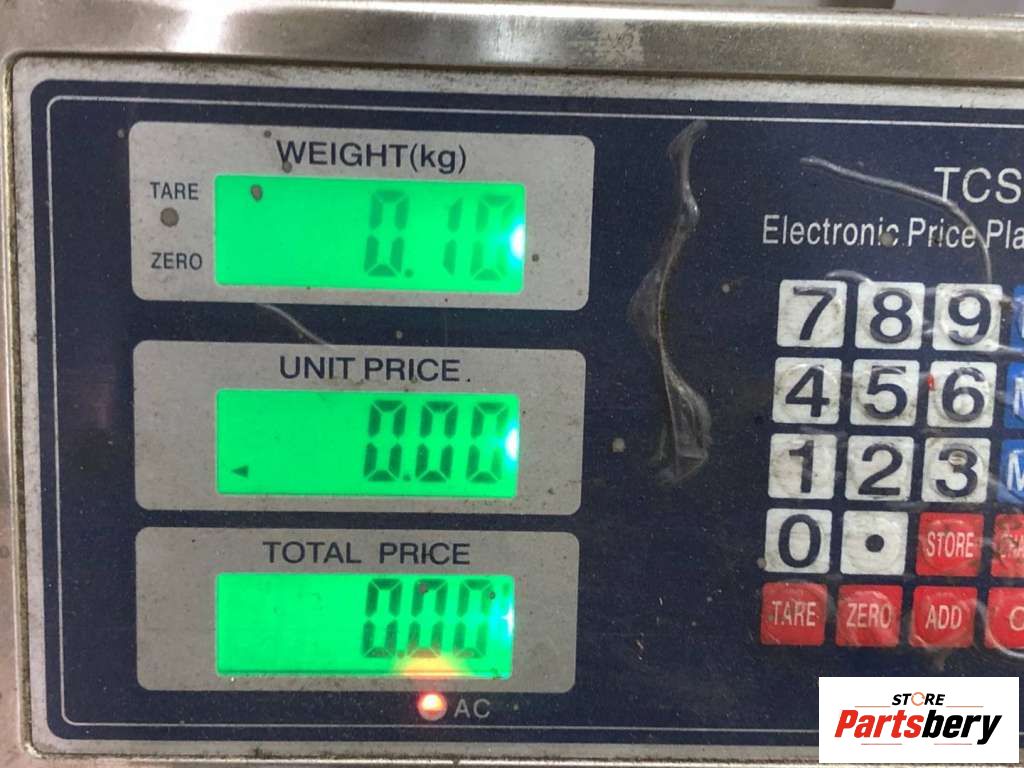 WEIGHT(kg)
TARE
0.10
ZERO
UNIT PRICE
0.00
TOTAL PRICE
0.00
AC
TCS
Electronic Price
7 8 9
4 5 6
1 2 3
0 . STORE
TARE ZERO ADD
STORE
Partsbery